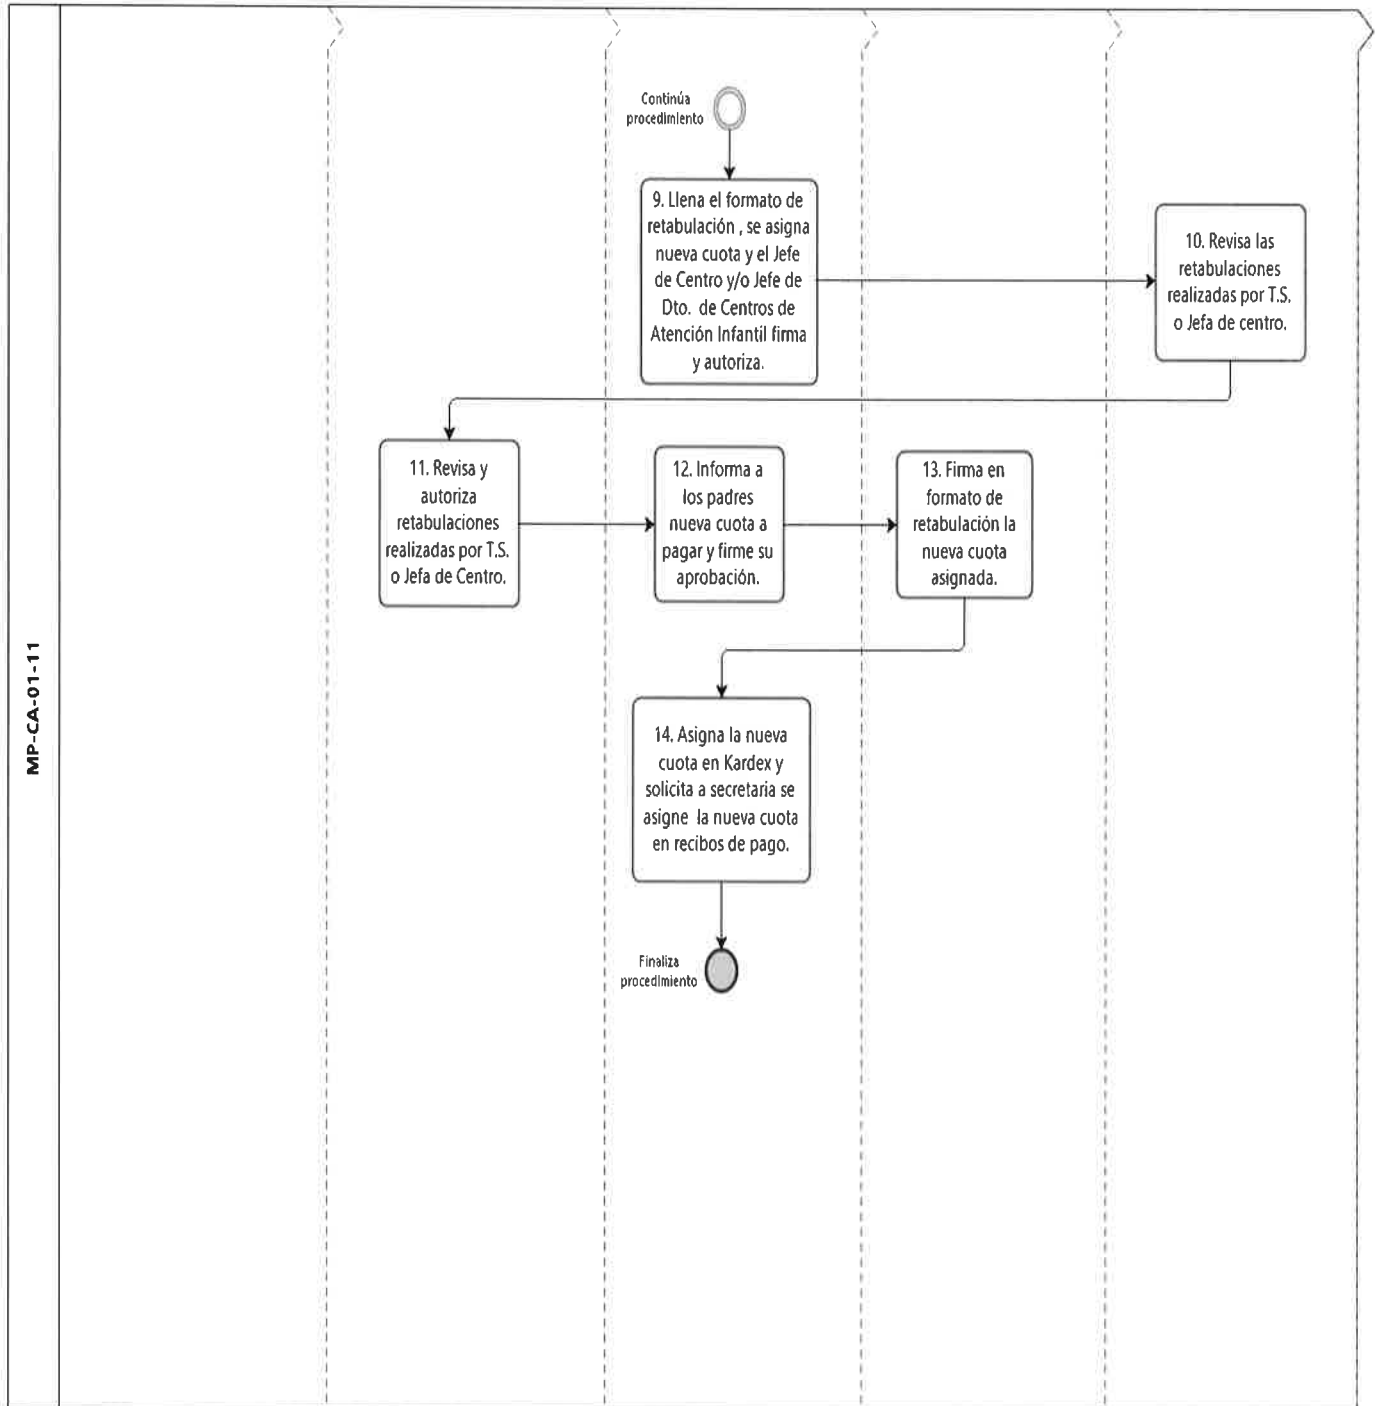 Continúa
procedimiento
9. Llena el formato de
retabulación , se asigna
nueva cuota y el Jefe
de Centro y/o Jefe de
Dto. de Centros de
Atención Infantil firma
y autoriza.
10. Revisa las
retabulaciones
realizadas por T.S.
o Jefa de centro.
11. Revisa y
autoriza
retabulaciones
realizadas por T.S.
o Jefa de Centro.
12. Informa a
los padres
nueva cuota a
pagar y firme su
aprobación.
13. Firma en
formato de
retabulación la
nueva cuota
asignada.
14. Asigna la nueva
cuota en Kardex y
solicita a secretaria se
asigne la nueva cuota
en recibos de pago.
Finaliza
procedimiento
MP-CA-01-11